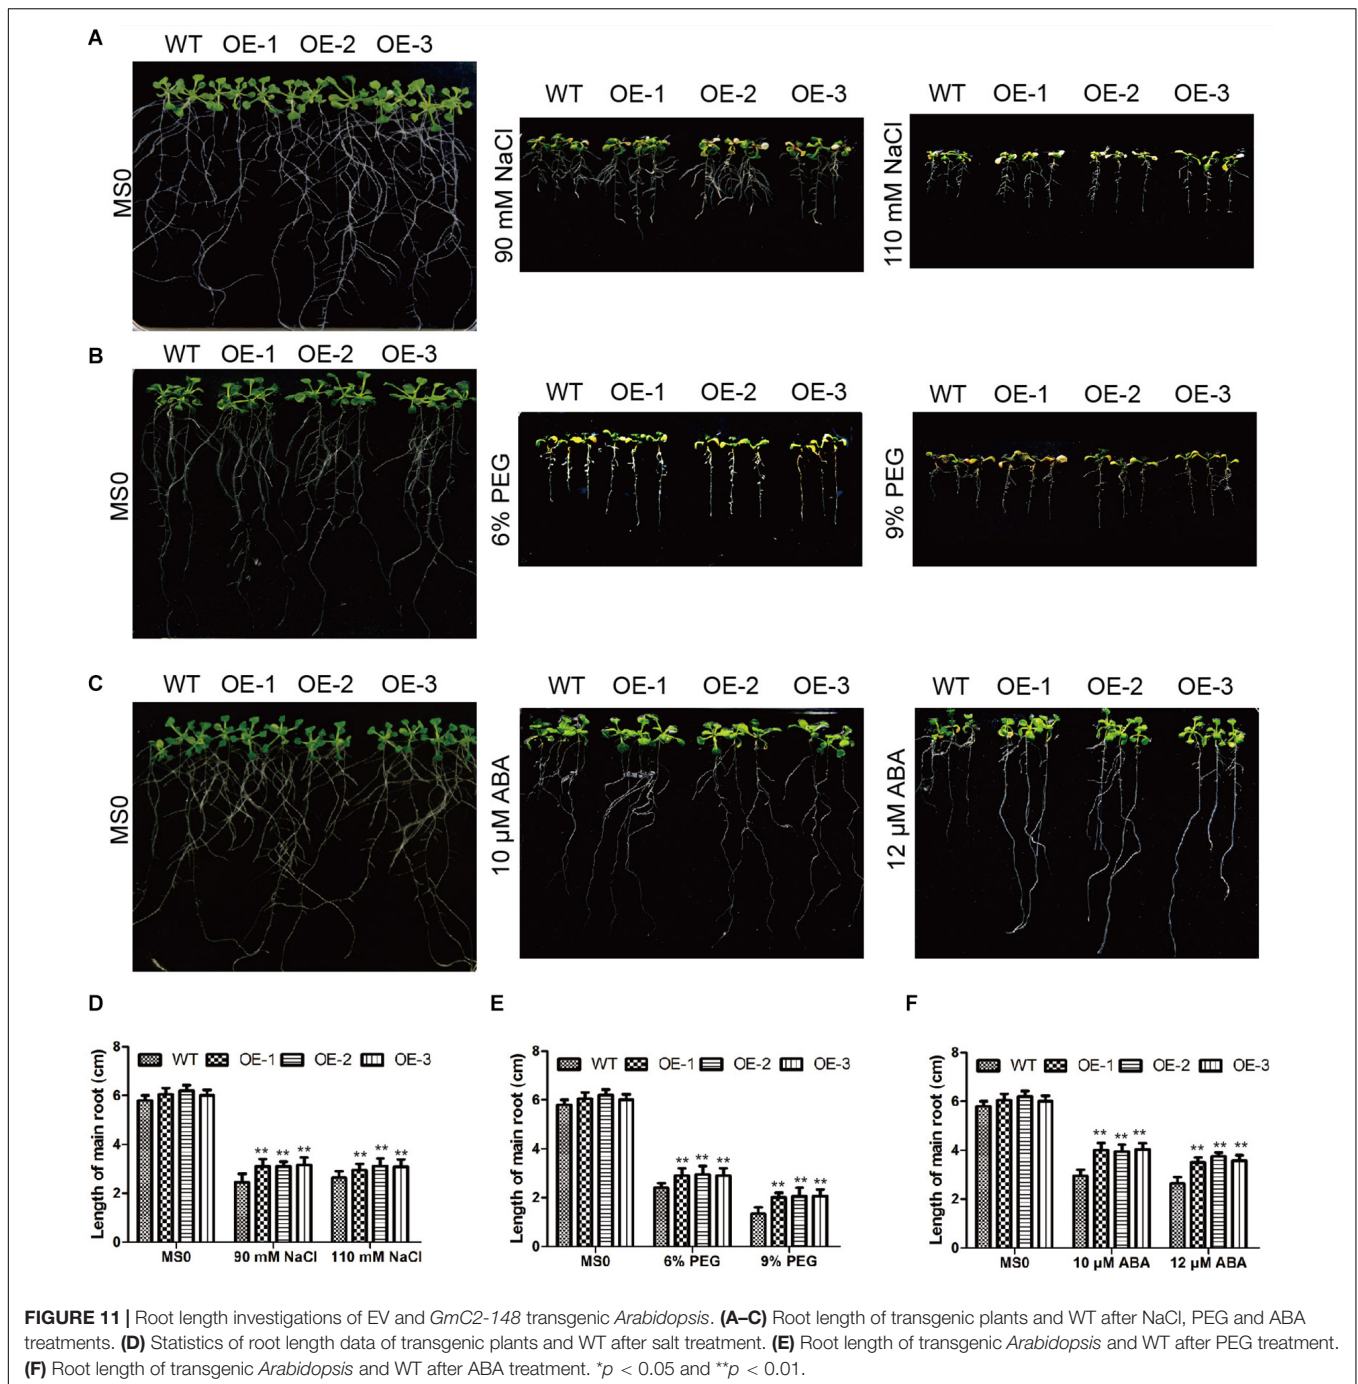 A
WT OE-1 OE-2 OE-3
MS0
WT OE-1 OE-2 OE-3
90 mM NaCl
WT OE-1 OE-2 OE-3
110 mM NaCl
B
WT OE-1 OE-2 OE-3
MS0
WT OE-1 OE-2 OE-3
6% PEG
WT OE-1 OE-2 OE-3
9% PEG
C
WT OE-1 OE-2 OE-3
MS0
WT OE-1 OE-2 OE-3
10 µM ABA
WT OE-1 OE-2 OE-3
12 µM ABA
D
Length of main root (cm)
8
6
4
2
0
WT OE-1 OE-2 OE-3
** ** **
** ** **
MS0 90 mM NaCl 110 mM NaCl
E
Length of main root (cm)
8
6
4
2
0
WT OE-1 OE-2 OE-3
** ** **
** ** **
MS0 6% PEG 9% PEG
F
Length of main root (cm)
8
6
4
2
0
WT OE-1 OE-2 OE-3
** ** **
** ** **
MS0 10 µM ABA 12 µM ABA
FIGURE 11 | Root length investigations of EV and GmC2-148 transgenic Arabidopsis. (A–C) Root length of transgenic plants and WT after NaCl, PEG and ABA
treatments. (D) Statistics of root length data of transgenic plants and WT after salt treatment. (E) Root length of transgenic Arabidopsis and WT after PEG treatment.
(F) Root length of transgenic Arabidopsis and WT after ABA treatment. *p < 0.05 and **p < 0.01.